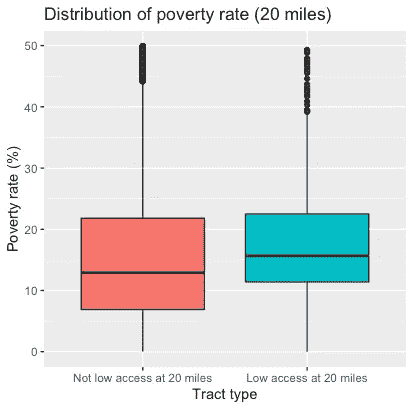 Distribution of poverty rate (20 miles)
50
40
30
20
10
0
Poverty rate (%)
Not low access at 20 miles
Low access at 20 miles
Tract type